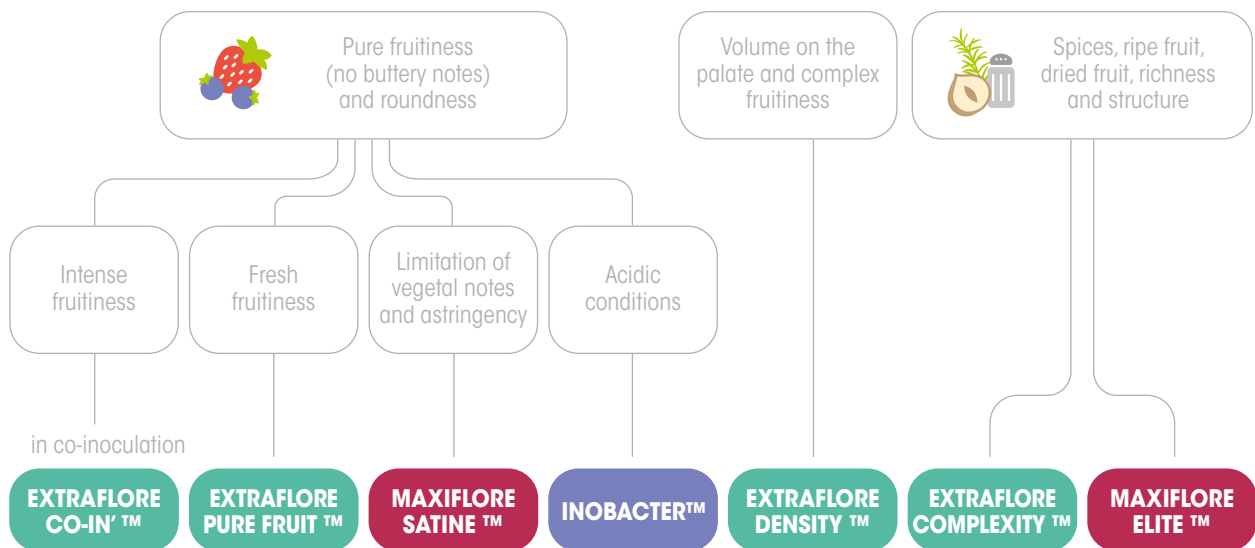 Pure fruitiness
(no buttery notes)
and roundness
Volume on the
palate and complex
fruitiness
Spices, ripe fruit,
dried fruit, richness
and structure
Intense
fruitiness
Fresh
fruitiness
Limitation of
vegetal notes
and astringency
Acidic
conditions
in co-inoculation
EXTRAFLORE
CO-IN’ ™
EXTRAFLORE
PURE FRUIT ™
MAXIFLORE
SATINE ™
INOBACTER™
EXTRAFLORE
DENSITY ™
EXTRAFLORE
COMPLEXITY ™
MAXIFLORE
ELITE ™